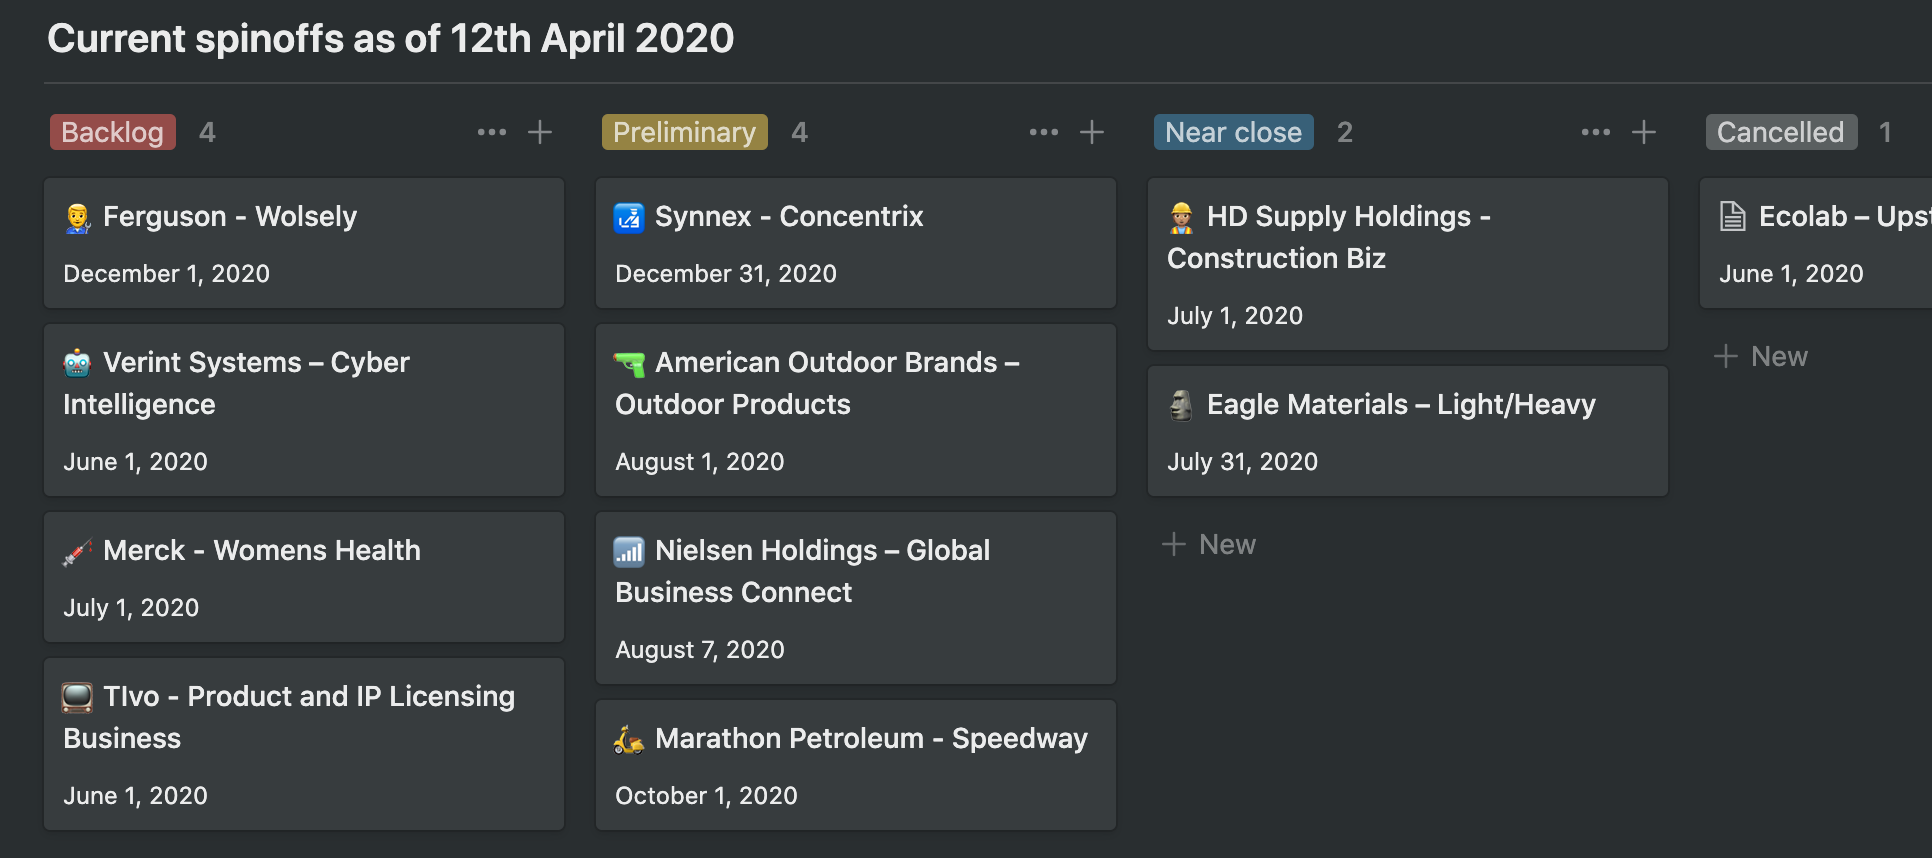 Current spinoffs as of 12th April 2020
Backlog 4
Ferguson - Wolsely
December 1, 2020
Verint Systems – Cyber
Intelligence
June 1, 2020
Merck - Womens Health
July 1, 2020
TIvo - Product and IP Licensing
Business
June 1, 2020
Preliminary 4
Synnex - Concentrix
December 31, 2020
American Outdoor Brands –
Outdoor Products
August 1, 2020
Nielsen Holdings – Global
Business Connect
August 7, 2020
Marathon Petroleum - Speedway
October 1, 2020
Near close 2
HD Supply Holdings -
Construction Biz
July 1, 2020
Eagle Materials – Light/Heavy
July 31, 2020
+ New
Cancelled 1
Ecolab –
June 1, 2020
+ New